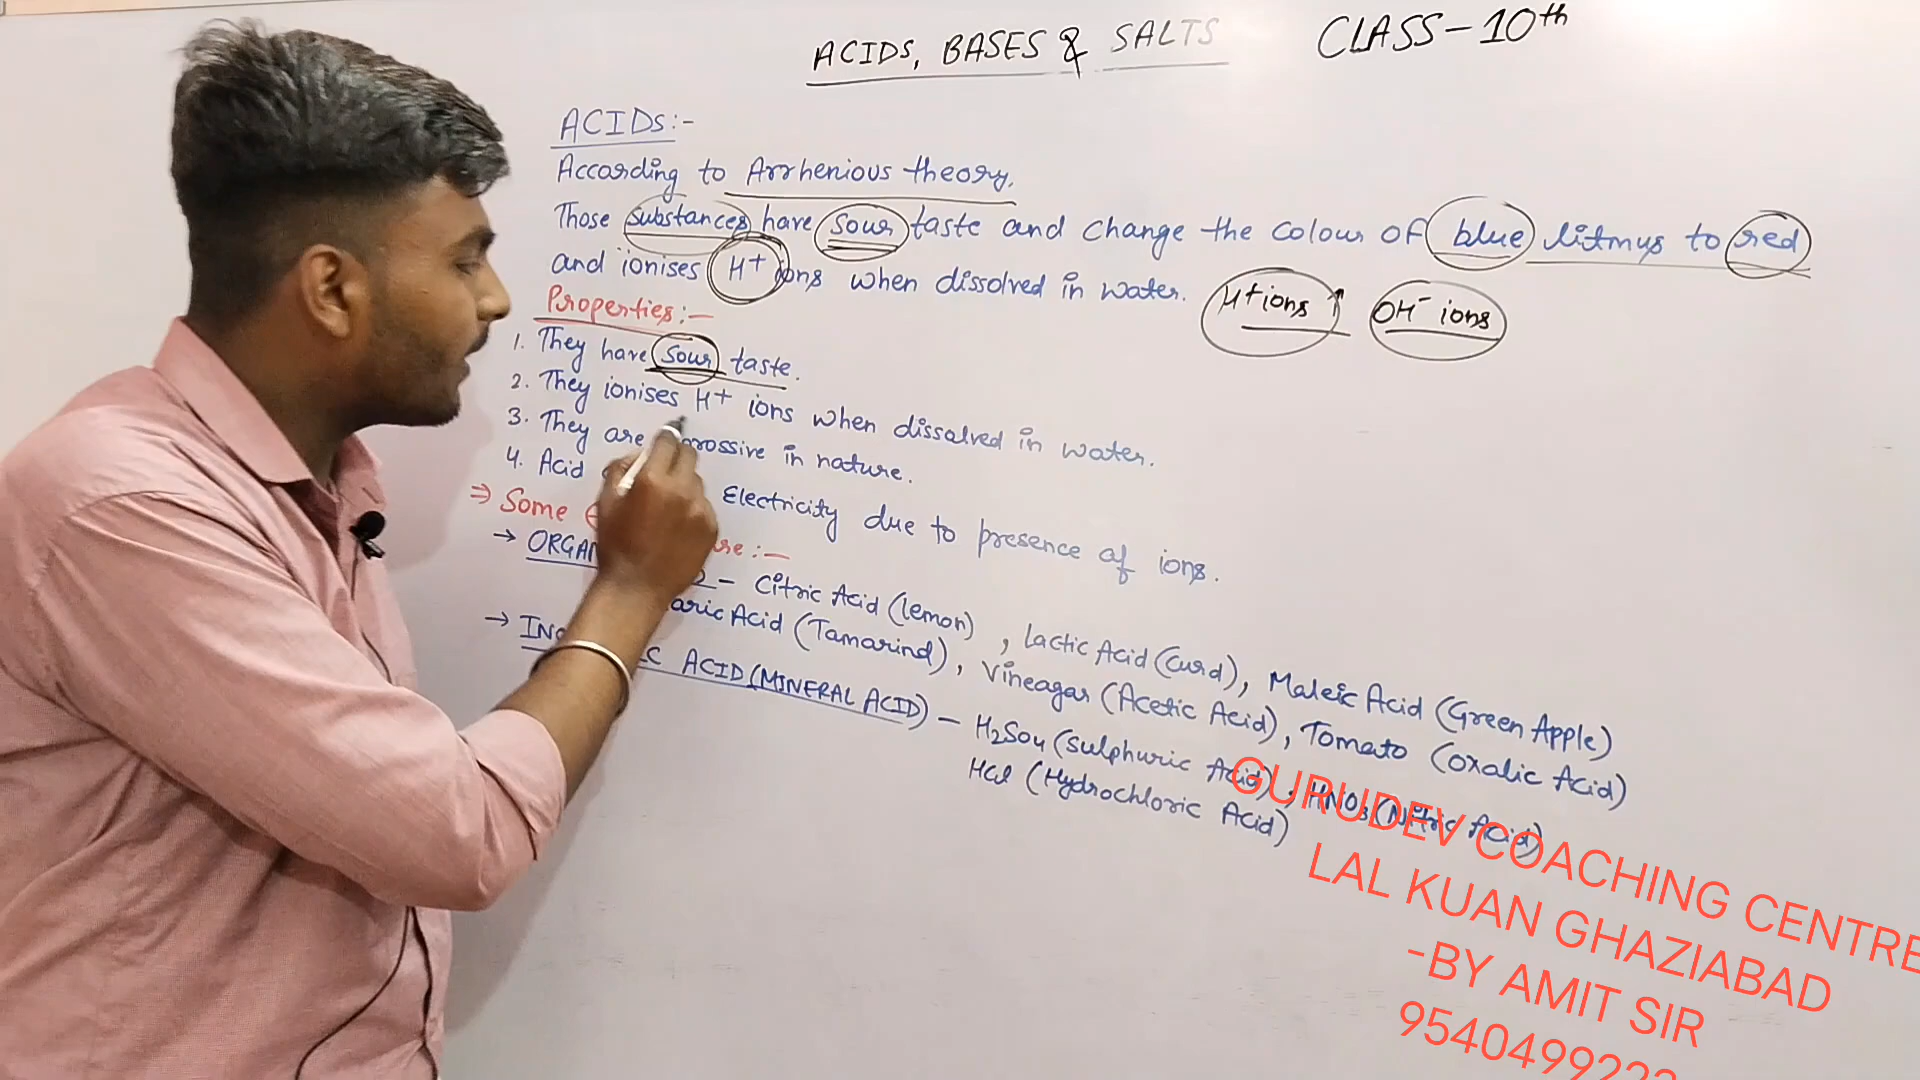 ACIDS, BASES & SALTS CLASS-10th
ACIDs:-
According to Arrhenious theory.
Those substances have sour taste and change the colour of blue litmus to red
and ionises H+ ions when dissolved in water. H+ ions ↑ OH- ions
Properties:-
1. They have sour taste.
2. They ionises H+ ions when dissolved in water.
3. They are in nature.
4. Acid Electricity due to presence of ions.
⇒ Some :-
→ - Citric Acid (lemon), Lactic Acid (curd), Maleic Acid (Green Apple)
Acid (Tamarind), Vineagar (Acetic Acid), Tomato (Oxalic Acid)
→ ACID (MINERAL ACID) - H2SO4 (Sulphuric Acid), HNO3 (Nitric Acid)
HCl (Hydrochloric Acid)
GURUDEV COACHING CENTRE
LAL KUAN GHAZIABAD
-BY AMIT SIR